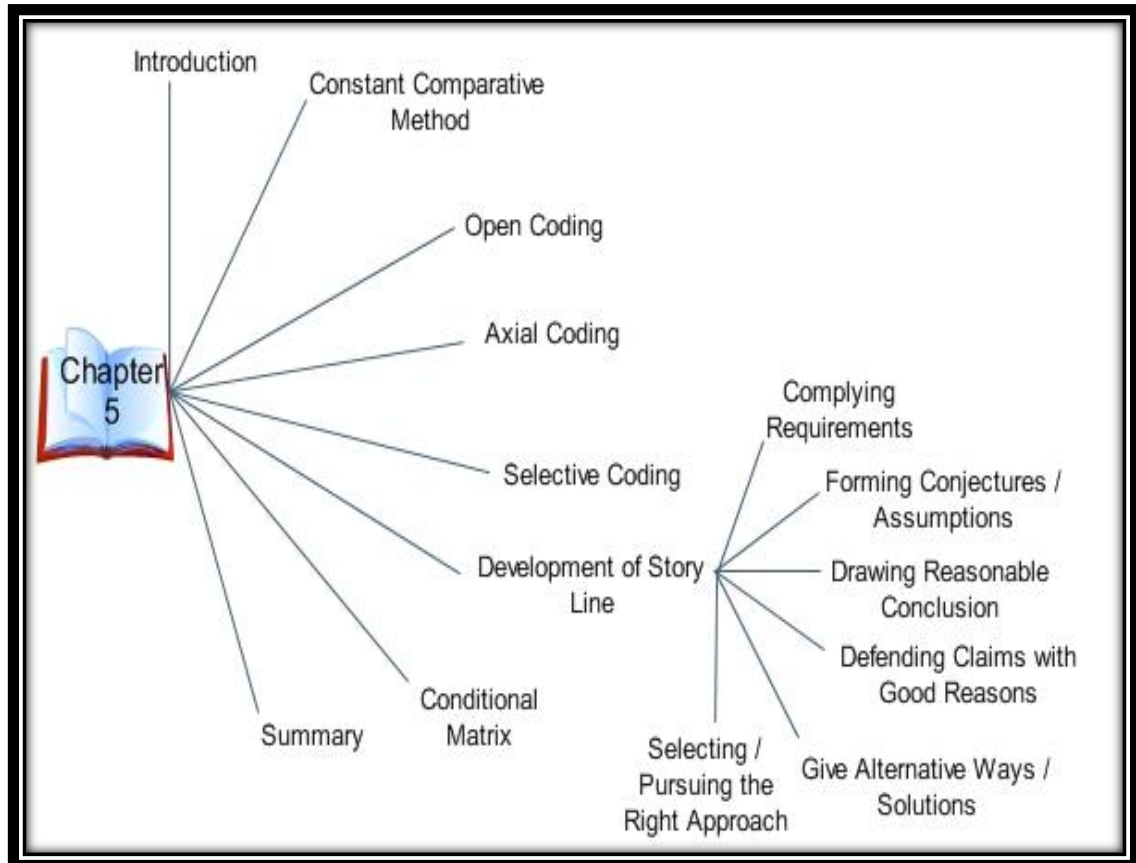 Introduction
Constant Comparative
Method
Open Coding
Axial Coding
Chapter
5
Selective Coding
Development of Story
Line
Conditional
Matrix
Summary
Complying
Requirements
Forming Conjectures /
Assumptions
Drawing Reasonable
Conclusion
Defending Claims with
Good Reasons
Give Alternative Ways /
Solutions
Selecting /
Pursuing the
Right Approach